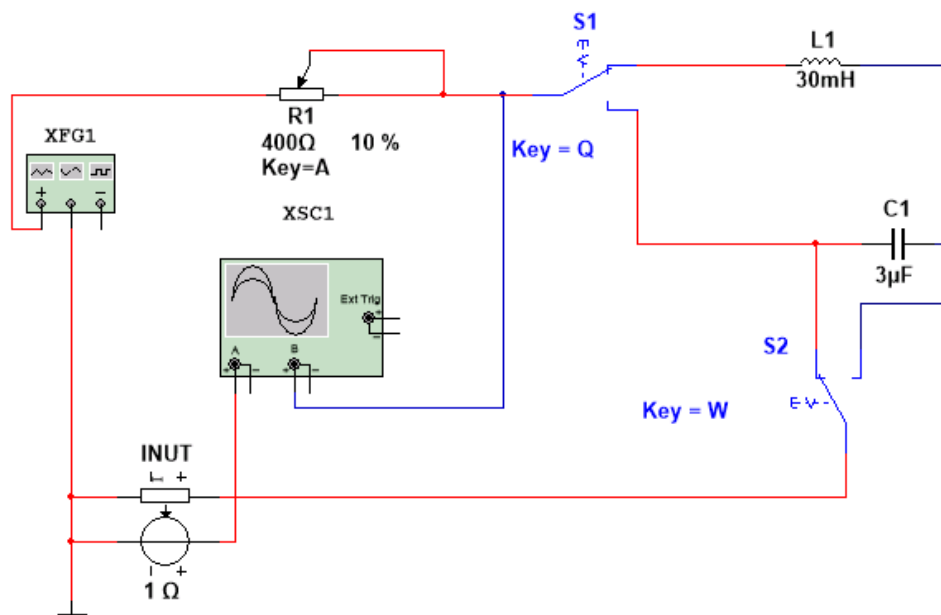 S1
L1
30mH
R1
400Ω 10 %
Key=A
Key = Q
XFG1
+ −
XSC1
C1
3µF
Ext Trig
+
−
A B
+ − + −
S2
Key = W
INUT
I− +
− +
1 Ω